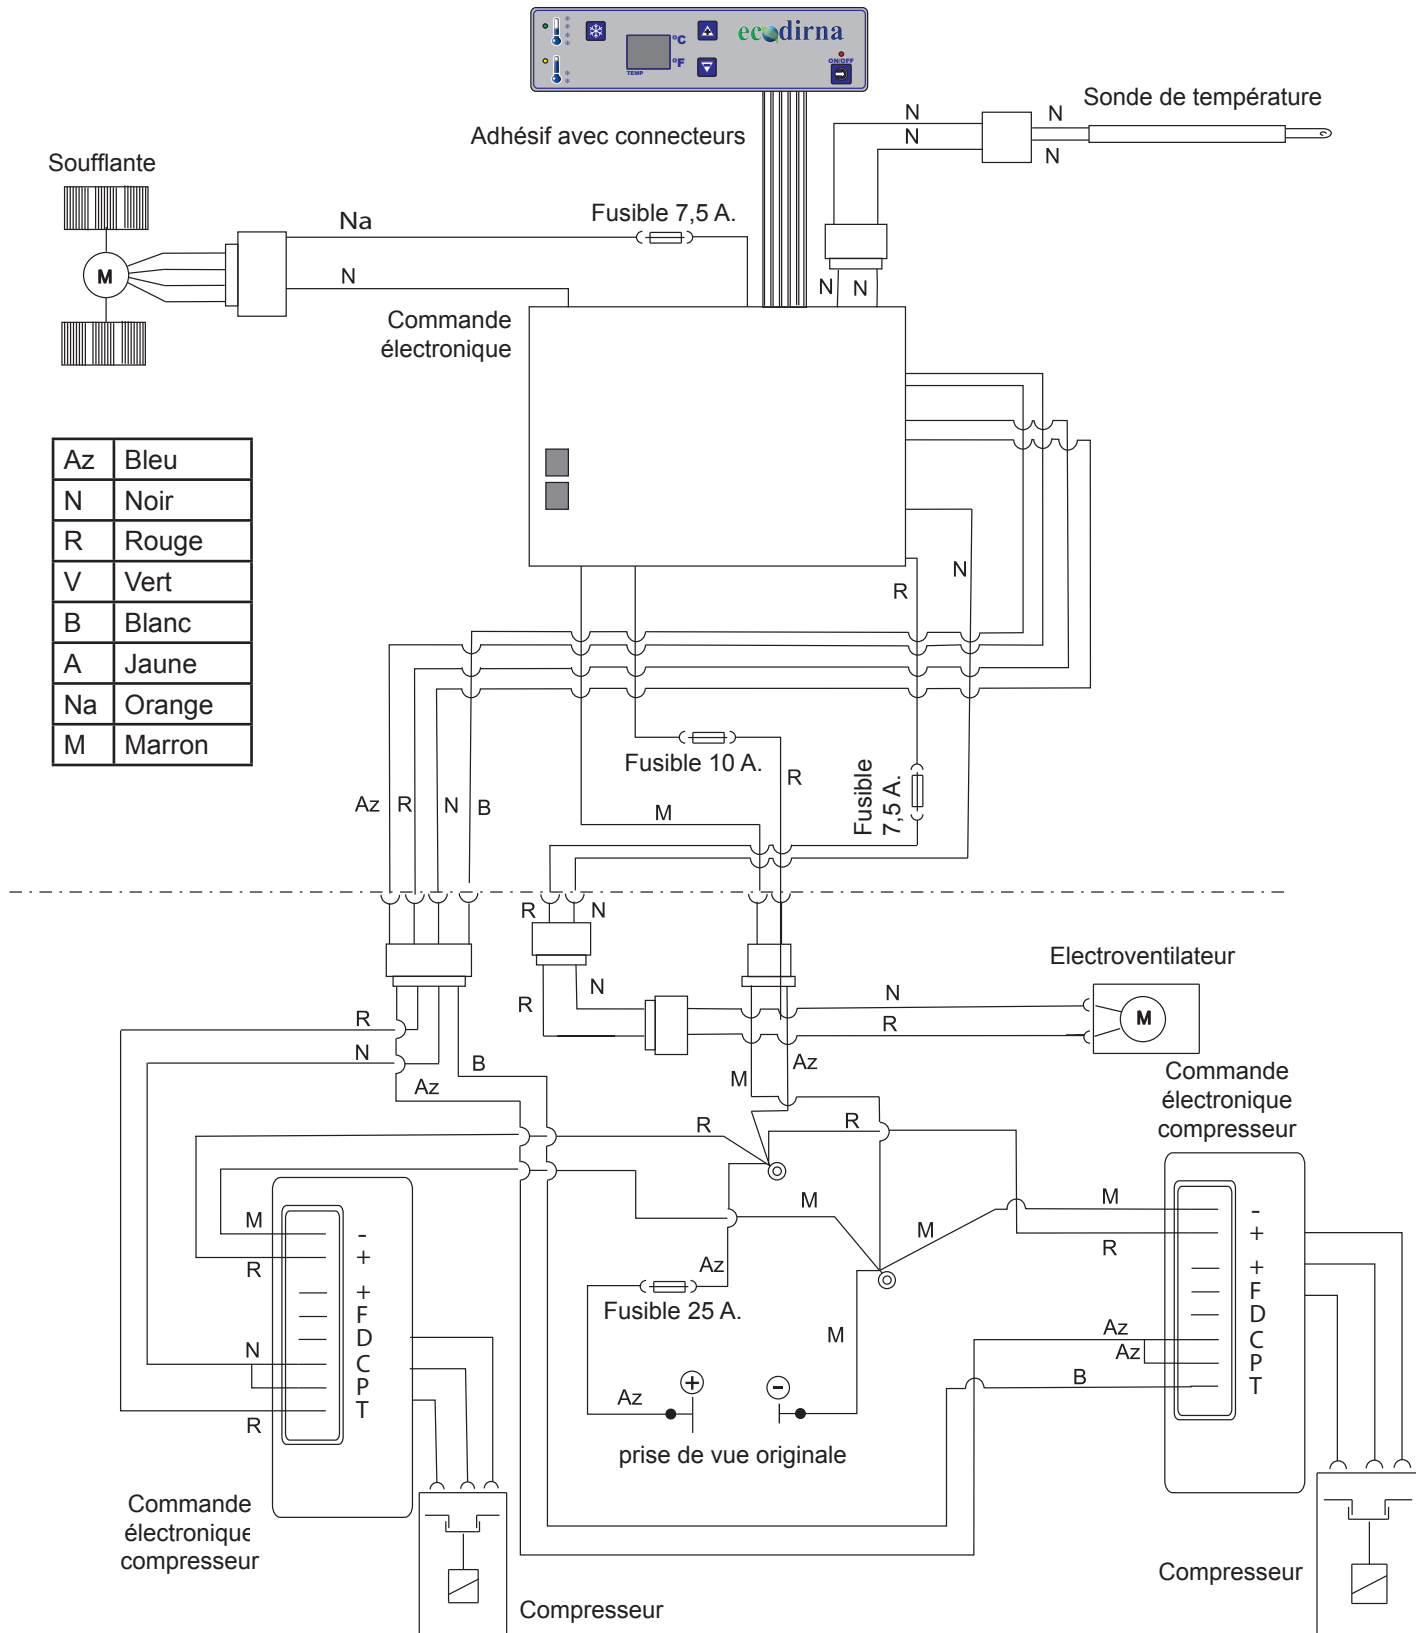 °C
°F
TEMP
ecodirna
ON/OFF
Sonde de température
N
N
N
N
Adhésif avec connecteurs
Soufflante
Fusible 7,5 A.
Na
M
N
N
N
Commande
électronique
Az Bleu
N Noir
R Rouge
V Vert
B Blanc
A Jaune
Na Orange
M Marron
N
R
Fusible 10 A.
R
Fusible
7,5 A.
Az
R
N
B
M
R
N
Electroventilateur
R
N
N
R
M
R
N
B
Az
M
Az
Commande
électronique
compresseur
R
R
M
M
M
M
R
Az
Fusible 25 A.
M
R
-
+
+
F
D
C
P
T
N
R
-
+
+
F
D
C
P
T
Az
Az
B
M
Az
+
-
prise de vue originale
Commande
électronique
compresseur
Compresseur
Compresseur